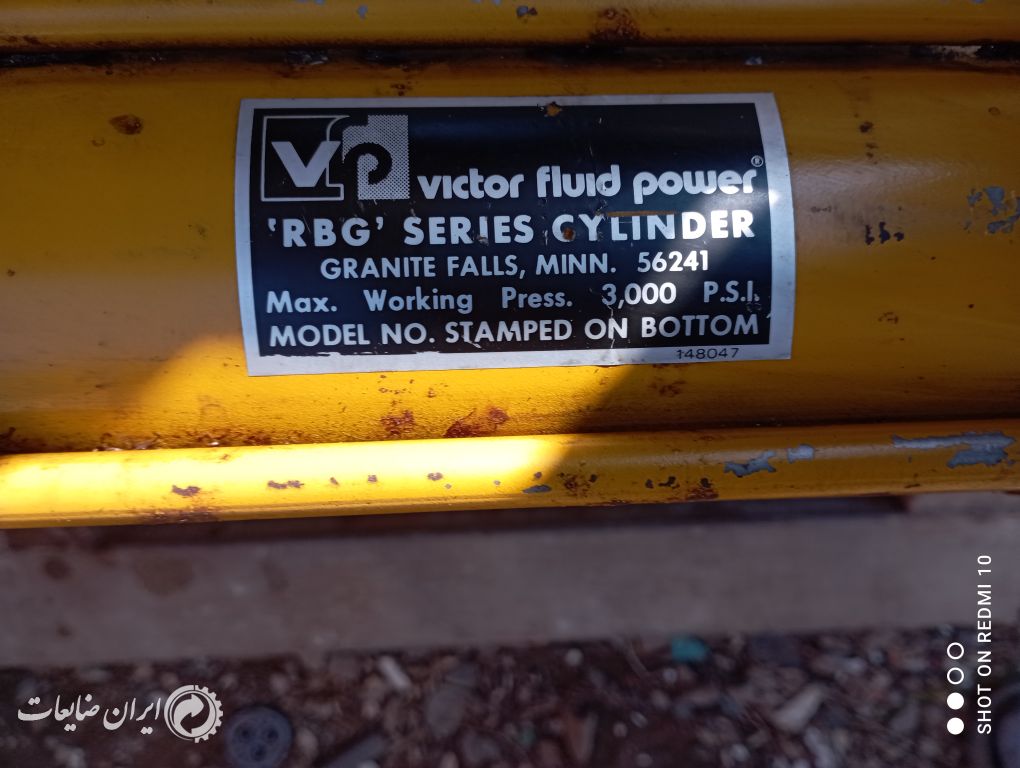 vfp victor fluid power®
'RBG' SERIES CYLINDER
GRANITE FALLS, MINN. 56241
Max. Working Press. 3,000 P.S.I.
MODEL NO. STAMPED ON BOTTOM
148047
ایران ضایعات
SHOT ON REDMI 10